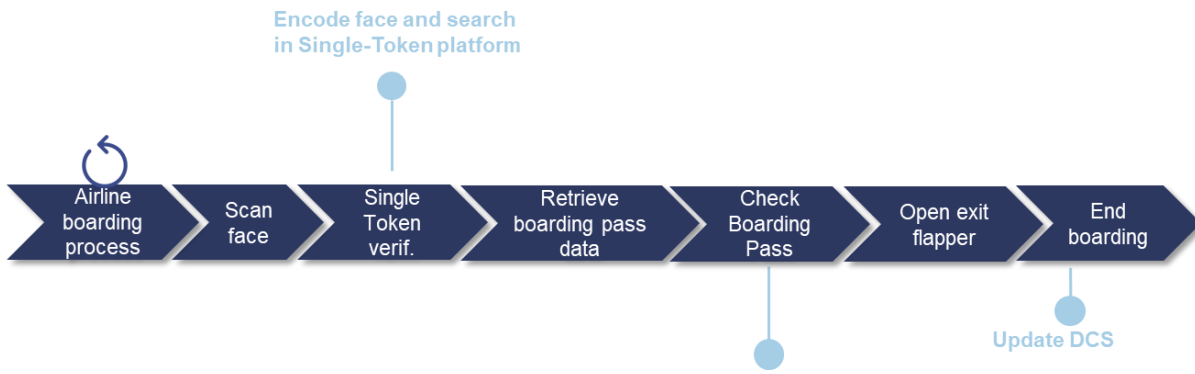 Encode face and search
in Single-Token platform
Airline
boarding
process
Scan
face
Single
Token
verif.
Retrieve
boarding pass
data
Check
Boarding
Pass
Open exit
flapper
End
boarding
Update DCS